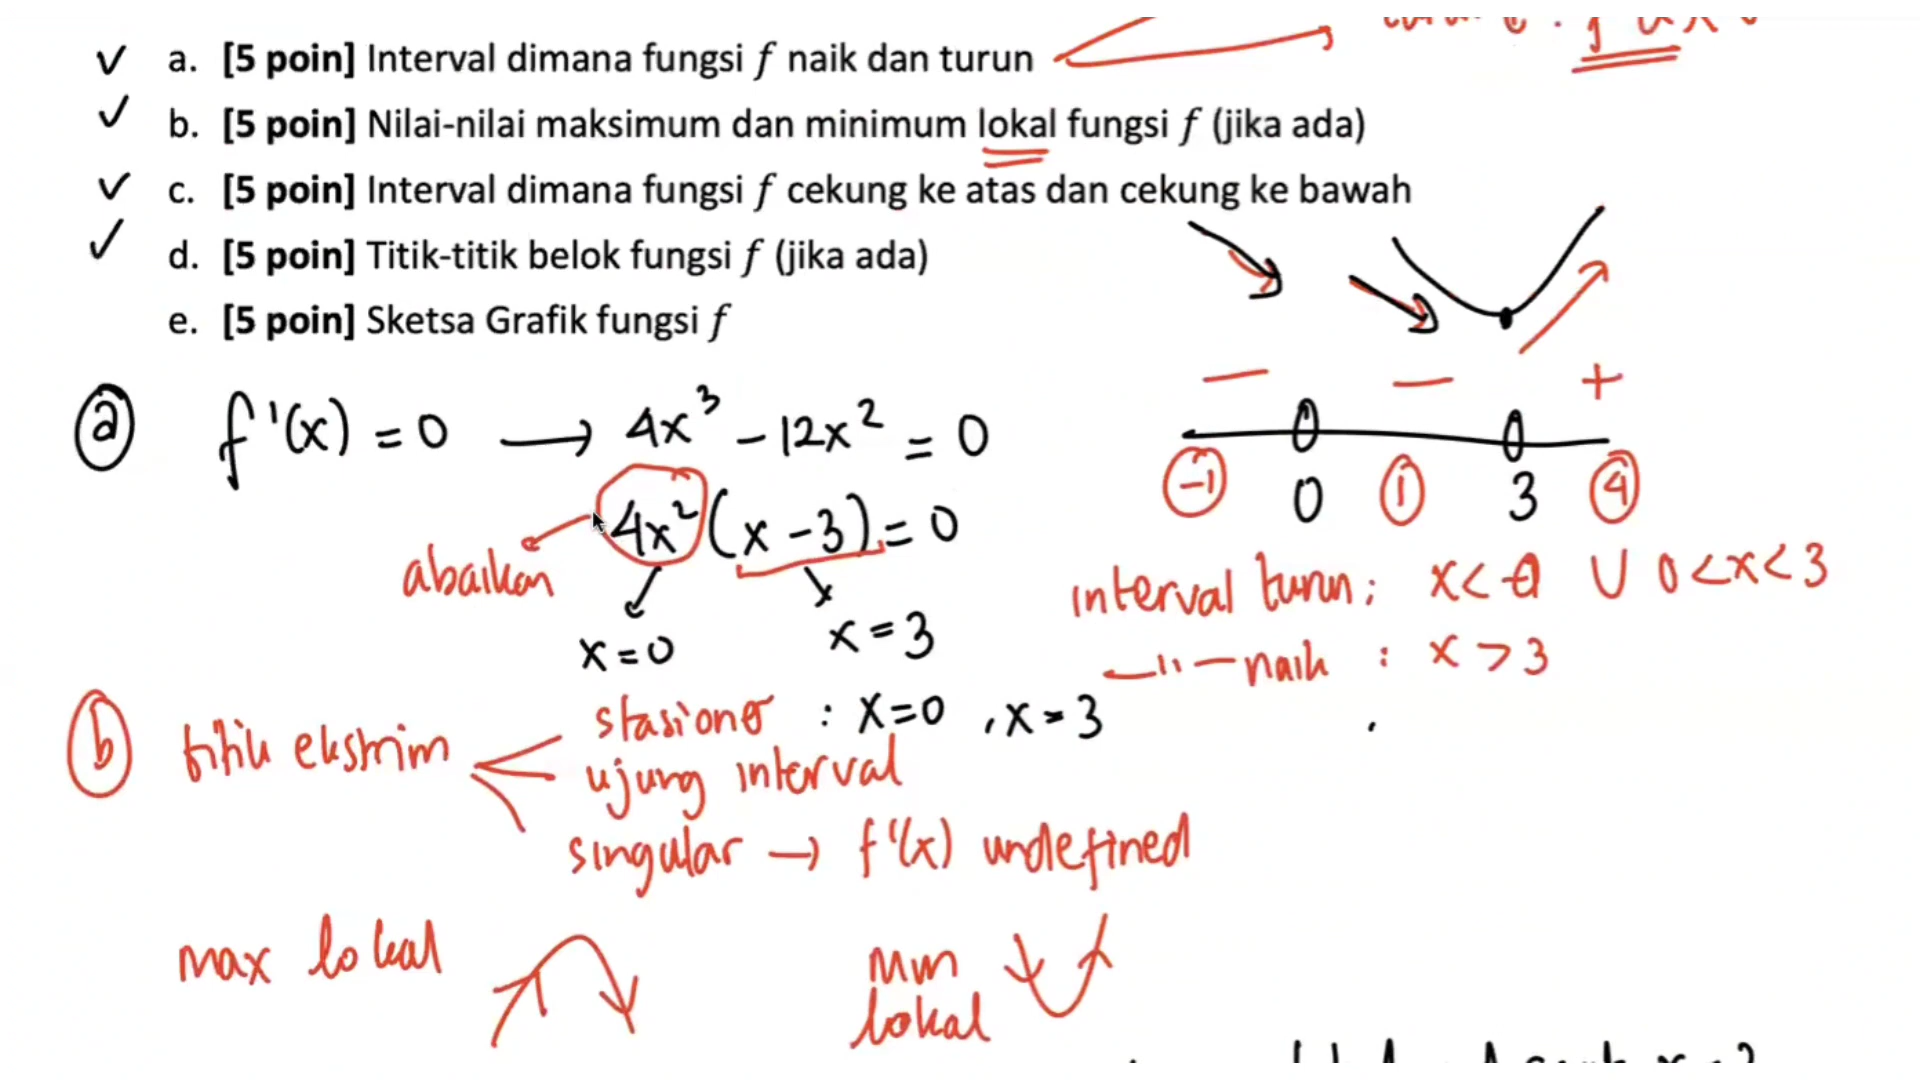 ✓ a. [5 poin] Interval dimana fungsi f naik dan turun
✓ b. [5 poin] Nilai-nilai maksimum dan minimum lokal fungsi f (jika ada)
✓ c. [5 poin] Interval dimana fungsi f cekung ke atas dan cekung ke bawah
✓ d. [5 poin] Titik-titik belok fungsi f (jika ada)
e. [5 poin] Sketsa Grafik fungsi f
− − +
ⓐ f'(x) = 0 → 4x³ − 12x² = 0
-1 0 1 3 4
4x² (x − 3) = 0
abaikan
interval turun : x < 0 ∪ 0 < x < 3
x = 0 x = 3
—"— naik : x > 3
ⓑ titik ekstrim
stasioner : x = 0 , x = 3
ujung interval
singular → f'(x) undefined
max lokal
min lokal